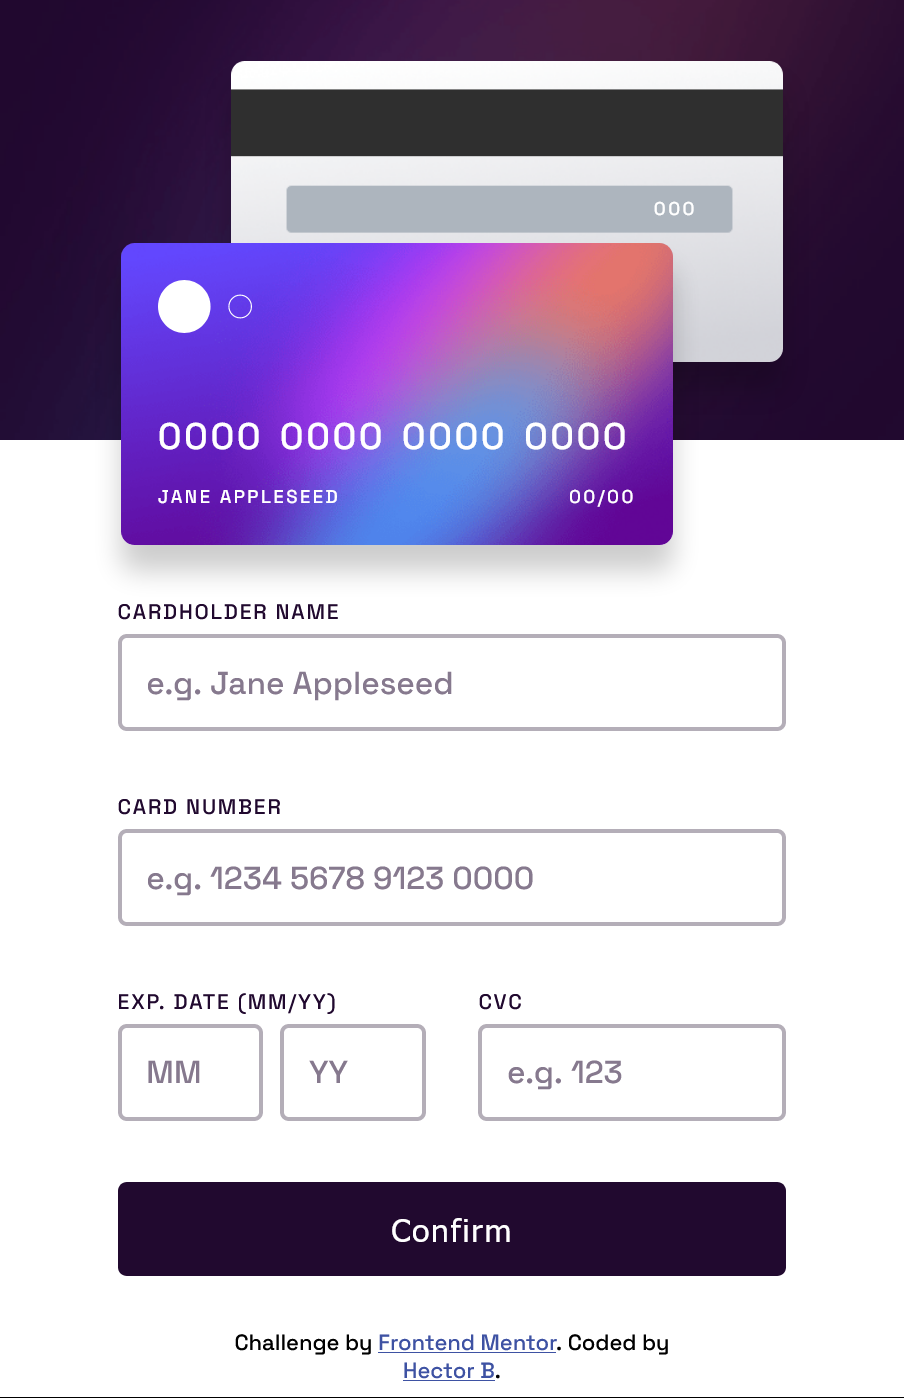 000
0000 0000 0000 0000
JANE APPLESEED 00/00
CARDHOLDER NAME
e.g. Jane Appleseed
CARD NUMBER
e.g. 1234 5678 9123 0000
EXP. DATE (MM/YY) CVC
MM YY e.g. 123
Confirm
Challenge by Frontend Mentor. Coded by
Hector B.